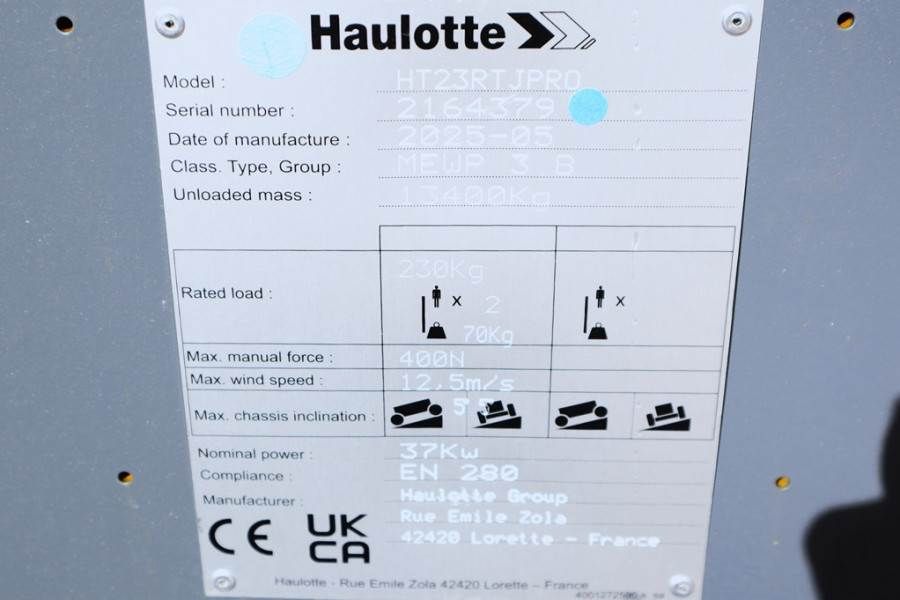 Haulotte
Model : HT23RTJPRO
Serial number : 2164379
Date of manufacture : 2025-05
Class. Type, Group : MEWP 3 B
Unloaded mass : 13400Kg
230Kg
Rated load : x 2 x
70Kg
Max. manual force : 400N
Max. wind speed : 12,5m/s
Max. chassis inclination : 5°
Nominal power : 37Kw
Compliance : EN 280
Manufacturer : Haulotte Group
Rue Emile Zola
42420 Lorette - France
CE UK
CA
Haulotte - Rue Emile Zola 42420 Lorette – France